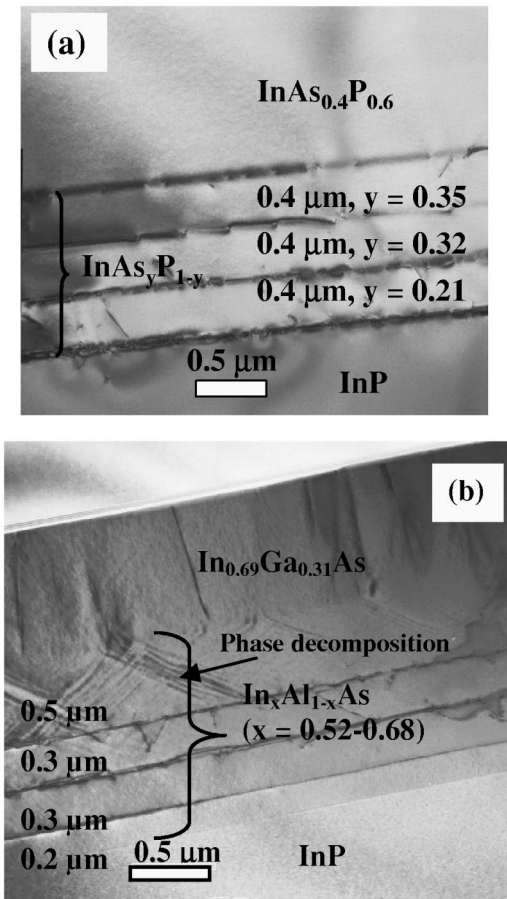 (a)
InAs0.4P0.6
0.4 μm, y = 0.35
0.4 μm, y = 0.32
InAsyP1-y
0.4 μm, y = 0.21
0.5 μm
InP
(b)
In0.69Ga0.31As
Phase decomposition
InxAl1-xAs
(x = 0.52-0.68)
0.5 μm
0.3 μm
0.3 μm
0.2 μm
0.5 μm
InP